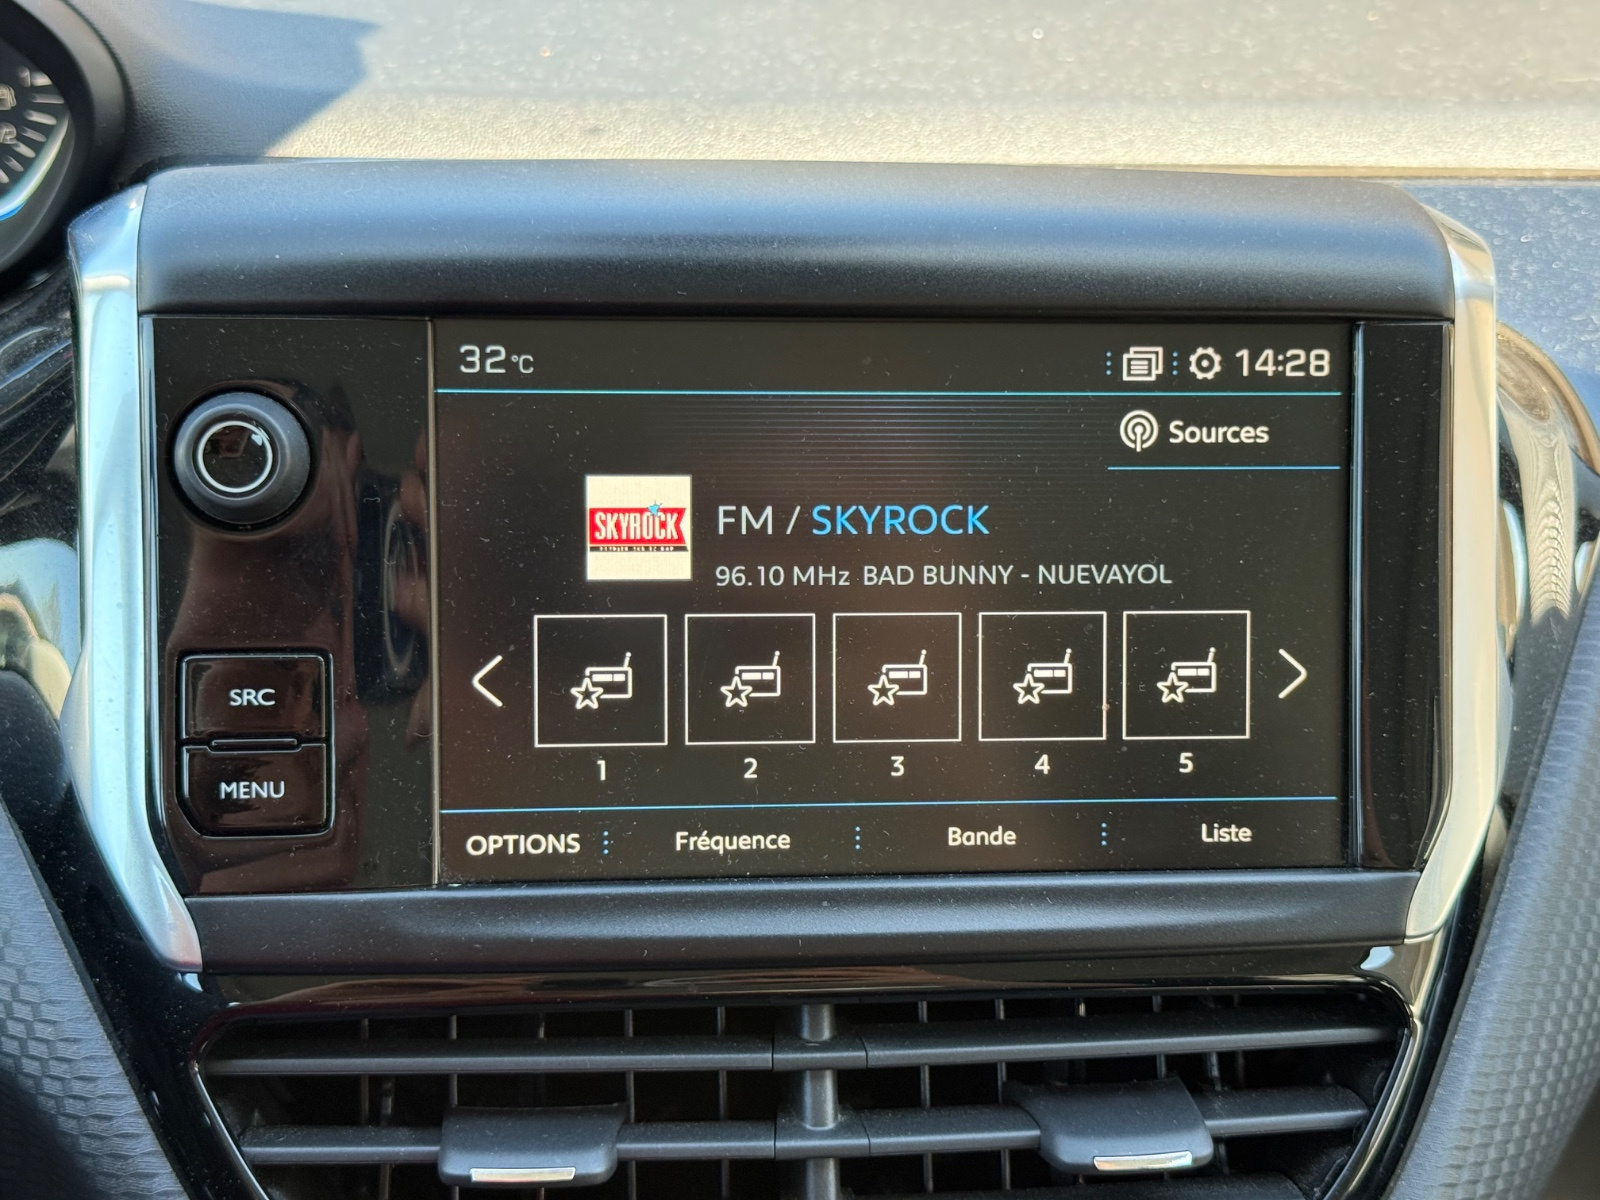 32°C
14:28
Sources
SKYROCK
FM / SKYROCK
96.10 MHz BAD BUNNY - NUEVAYOL
SRC
1 2 3 4 5
MENU
OPTIONS Fréquence Bande Liste